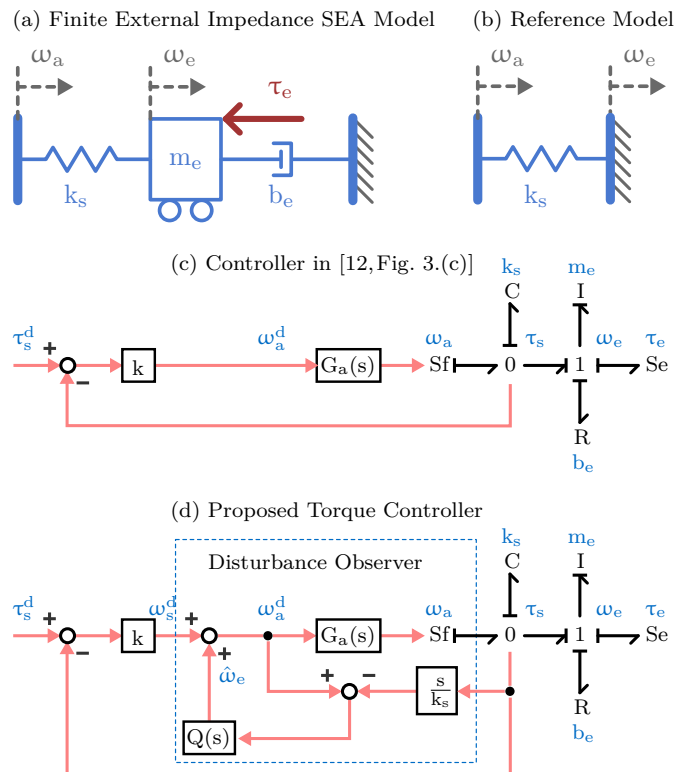 (a) Finite External Impedance SEA Model
(b) Reference Model
ωₐ
ωₑ
τₑ
mₑ
kₛ
bₑ
ωₐ
ωₑ
kₛ
(c) Controller in [12,Fig. 3.(c)]
kₛ
mₑ
C
I
τₛᵈ
ωₐᵈ
ωₐ
τₛ
ωₑ
τₑ
+
−
k
Gₐ(s)
Sf
0
1
Se
R
bₑ
(d) Proposed Torque Controller
kₛ
mₑ
Disturbance Observer
C
I
τₛᵈ
ωₛᵈ
ωₐᵈ
ωₐ
τₛ
ωₑ
τₑ
+
−
k
+
+
Gₐ(s)
Sf
0
1
Se
ω̂ₑ
+
−
s
kₛ
R
Q(s)
bₑ